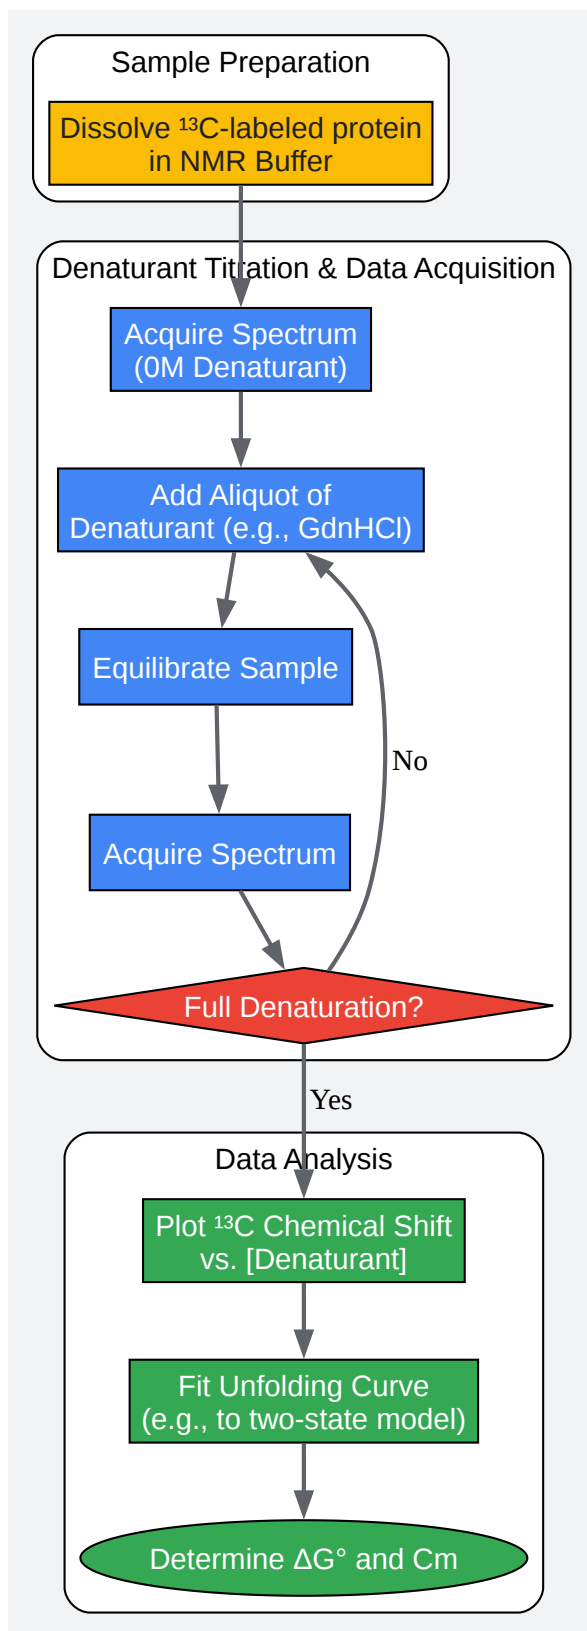 Sample Preparation
Dissolve ¹³C-labeled protein
in NMR Buffer
Denaturant Titration & Data Acquisition
Acquire Spectrum
(0M Denaturant)
Add Aliquot of
Denaturant (e.g., GdnHCl)
Equilibrate Sample
No
Acquire Spectrum
Full Denaturation?
Yes
Data Analysis
Plot ¹³C Chemical Shift
vs. [Denaturant]
Fit Unfolding Curve
(e.g., to two-state model)
Determine ΔG° and Cm